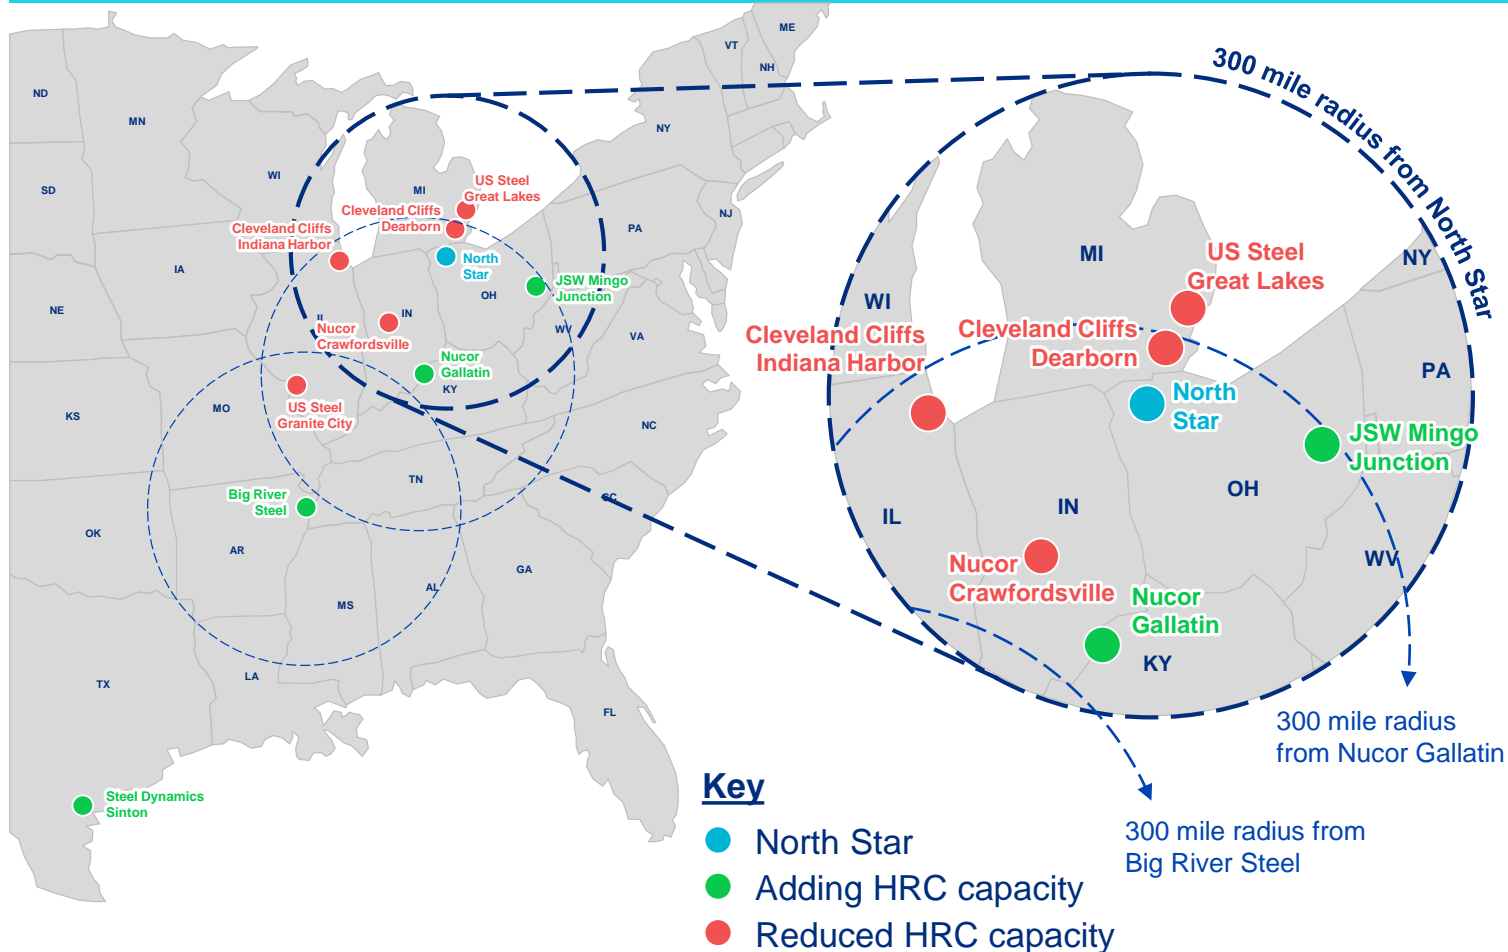 ME
VT
NH
ND
MN
NY
WI
SD
MI
US Steel
Great Lakes
Cleveland Cliffs
Dearborn
NJ
PA
Cleveland Cliffs
Indiana Harbor
North
Star
IA
JSW Mingo
Junction
OH
NE
IL
IN
WV
VA
Nucor
Crawfordsville
Nucor
Gallatin
KY
KS
MO
US Steel
Granite City
NC
TN
Big River
Steel
SC
OK
AR
GA
AL
MS
LA
TX
FL
Steel Dynamics
Sinton
300 mile radius from North Star
MI
US Steel
Great Lakes
NY
WI
Cleveland Cliffs
Indiana Harbor
Cleveland Cliffs
Dearborn
PA
North
Star
JSW Mingo
Junction
OH
IN
IL
WV
Nucor
Crawfordsville
Nucor
Gallatin
KY
300 mile radius
from Nucor Gallatin
300 mile radius from
Big River Steel
Key
North Star
Adding HRC capacity
Reduced HRC capacity